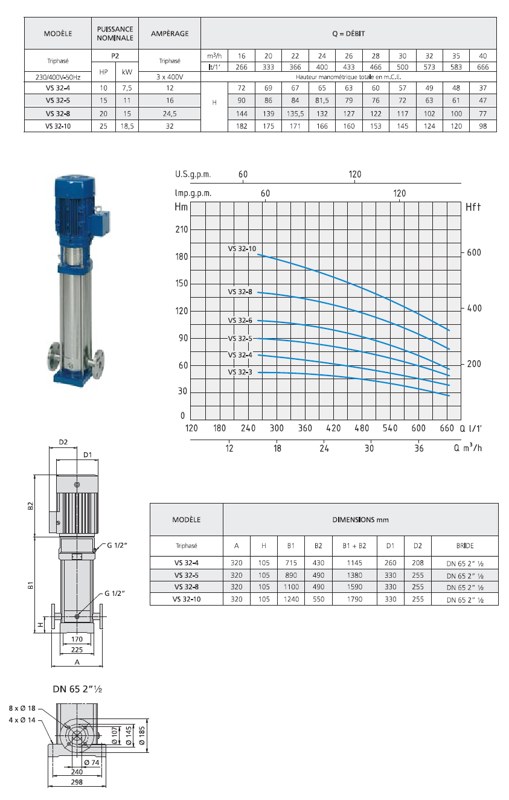 MODÈLE PUISSANCE NOMINALE AMPÈRAGE Q = DÉBIT
Triphasé P2 Triphasé m³/h 16 20 22 24 26 28 30 32 35 40
HP kW lt/1' 266 333 366 400 433 466 500 573 583 666
230/400V-50Hz 3 x 400V Hauteur manométrique totale en m.C.E.
VS 32-4 10 7,5 12 H 72 69 67 65 63 60 57 49 48 37
VS 32-5 15 11 16 90 86 84 81,5 79 76 72 63 61 47
VS 32-8 20 15 24,5 144 139 135,5 132 127 122 117 102 100 77
VS 32-10 25 18,5 32 182 175 171 166 160 153 145 124 120 98
U.S.g.p.m. 60 120
Imp.g.p.m. 60 120
Hm Hft
210
180 600
150
120 400
90
60 200
30
0
VS 32-10
VS 32-8
VS 32-6
VS 32-5
VS 32-4
VS 32-3
120 180 240 300 360 420 480 540 600 660 Q l/1'
12 18 24 30 36 Q m³/h
D2
D1
B2
G 1/2"
B1
G 1/2"
H
170
225
A
MODÈLE DIMENSIONS mm
Triphasé A H B1 B2 B1 + B2 D1 D2 BRIDE
VS 32-4 320 105 715 430 1145 260 208 DN 65 2" ½
VS 32-5 320 105 890 490 1380 330 255 DN 65 2" ½
VS 32-8 320 105 1100 490 1590 330 255 DN 65 2" ½
VS 32-10 320 105 1240 550 1790 330 255 DN 65 2" ½
DN 65 2"½
8 x Ø 18
4 x Ø 14
Ø 107
Ø 145
Ø 185
Ø 74
240
298